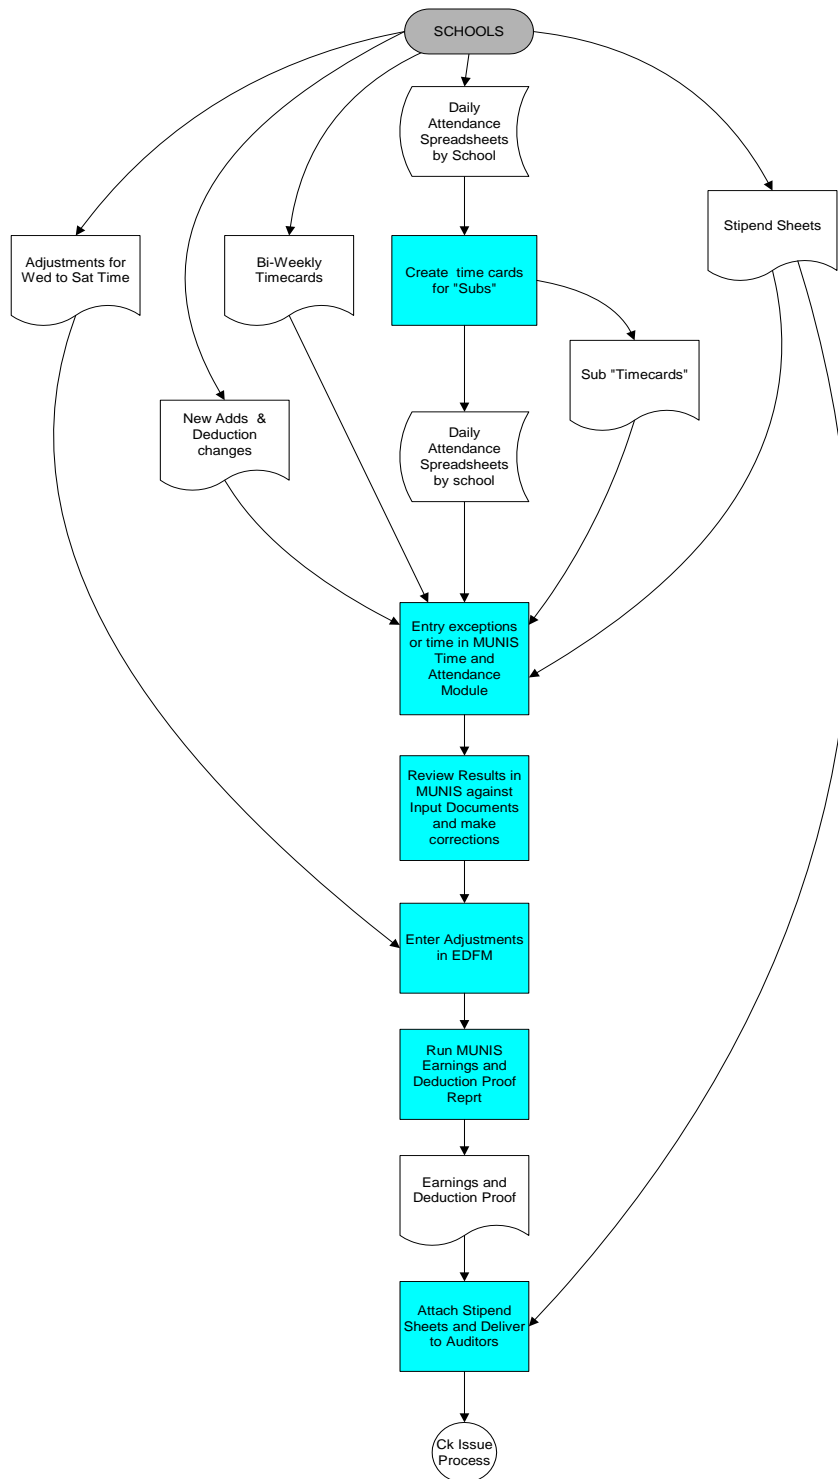 SCHOOLS
Daily
Attendance
Spreadsheets
by School
Stipend Sheets
Adjustments for
Wed to Sat Time
Bi-Weekly
Timecards
Create time cards
for "Subs"
Sub "Timecards"
New Adds &
Deduction
changes
Daily
Attendance
Spreadsheets
by school
Entry exceptions
or time in MUNIS
Time and
Attendance
Module
Review Results in
MUNIS against
Input Documents
and make
corrections
Enter Adjustments
in EDFM
Run MUNIS
Earnings and
Deduction Proof
Reprt
Earnings and
Deduction Proof
Attach Stipend
Sheets and Deliver
to Auditors
Ck Issue
Process